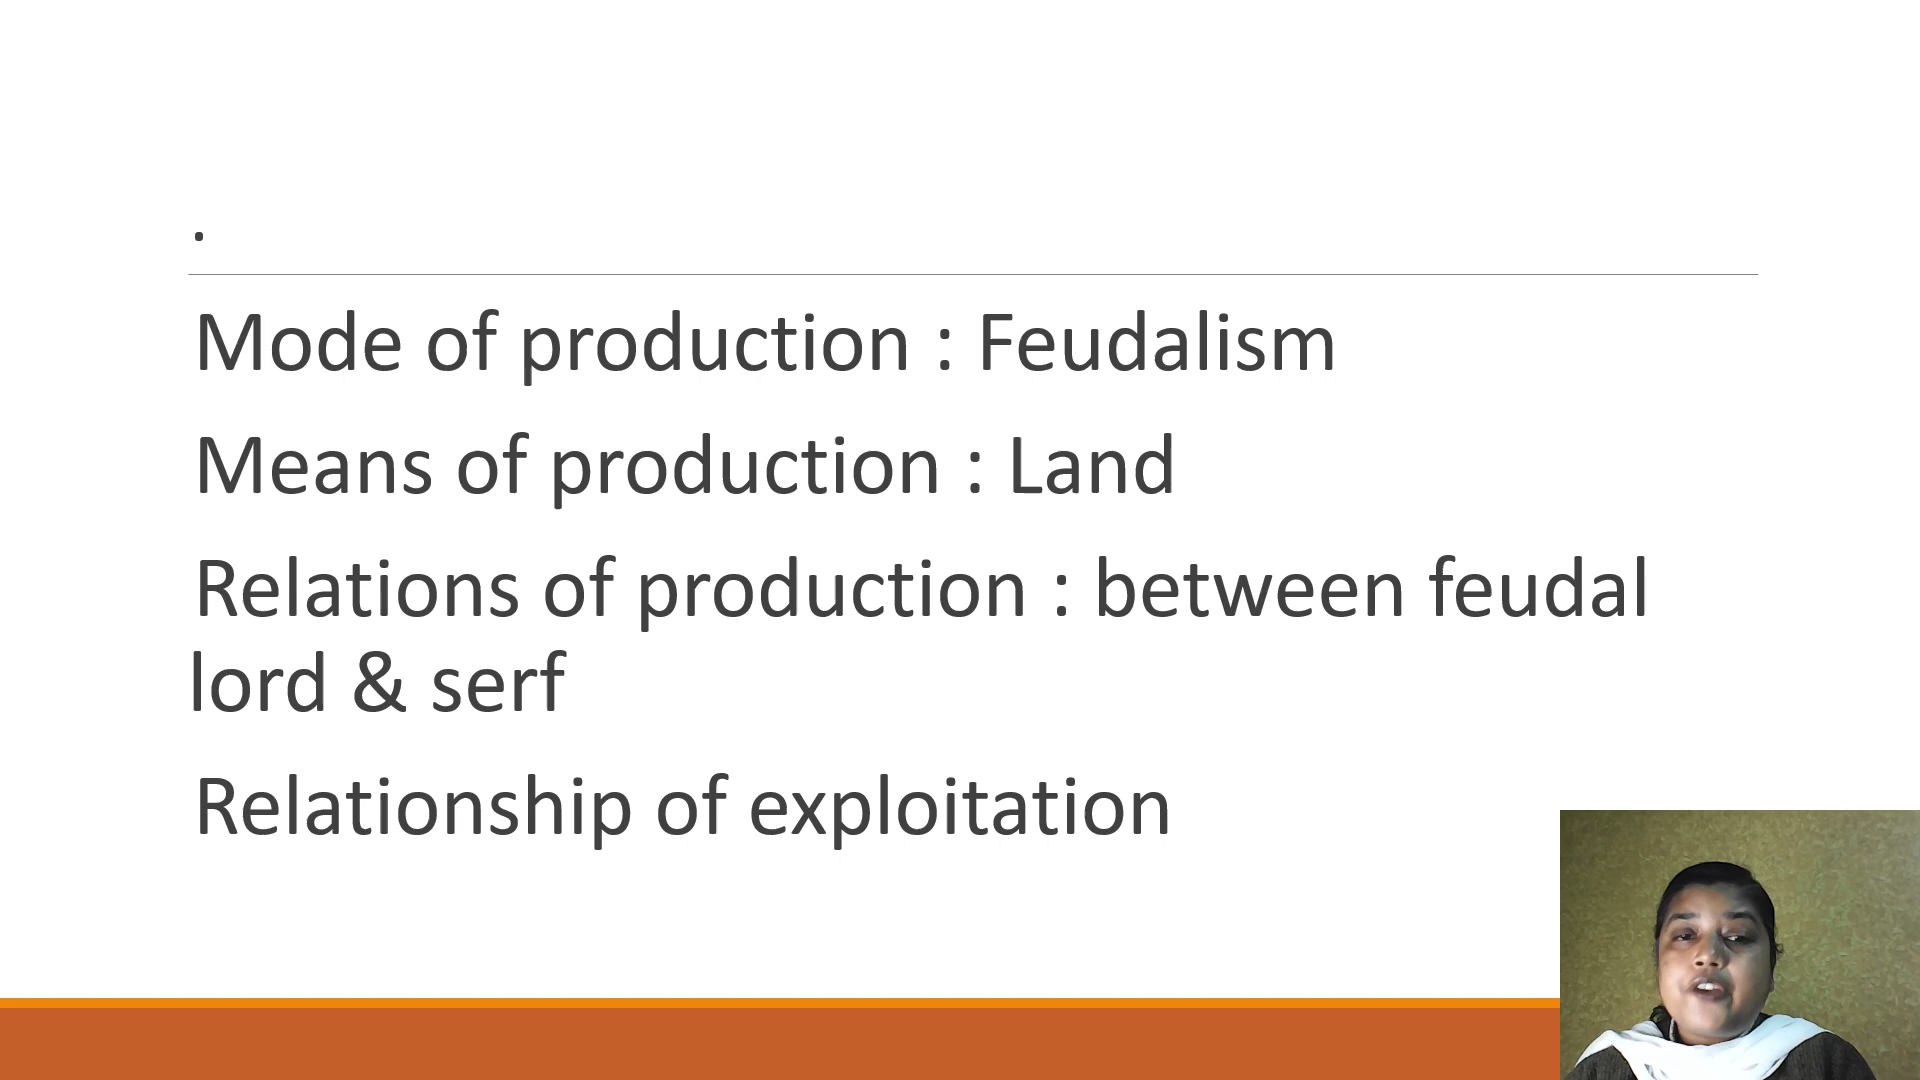 .
Mode of production : Feudalism
Means of production : Land
Relations of production : between feudal
lord & serf
Relationship of exploitation